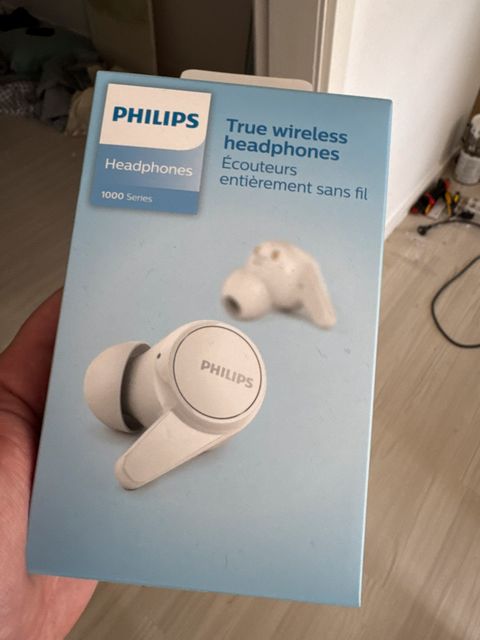 PHILIPS
Headphones
1000 Series
True wireless
headphones
Écouteurs
entièrement sans fil
PHILIPS